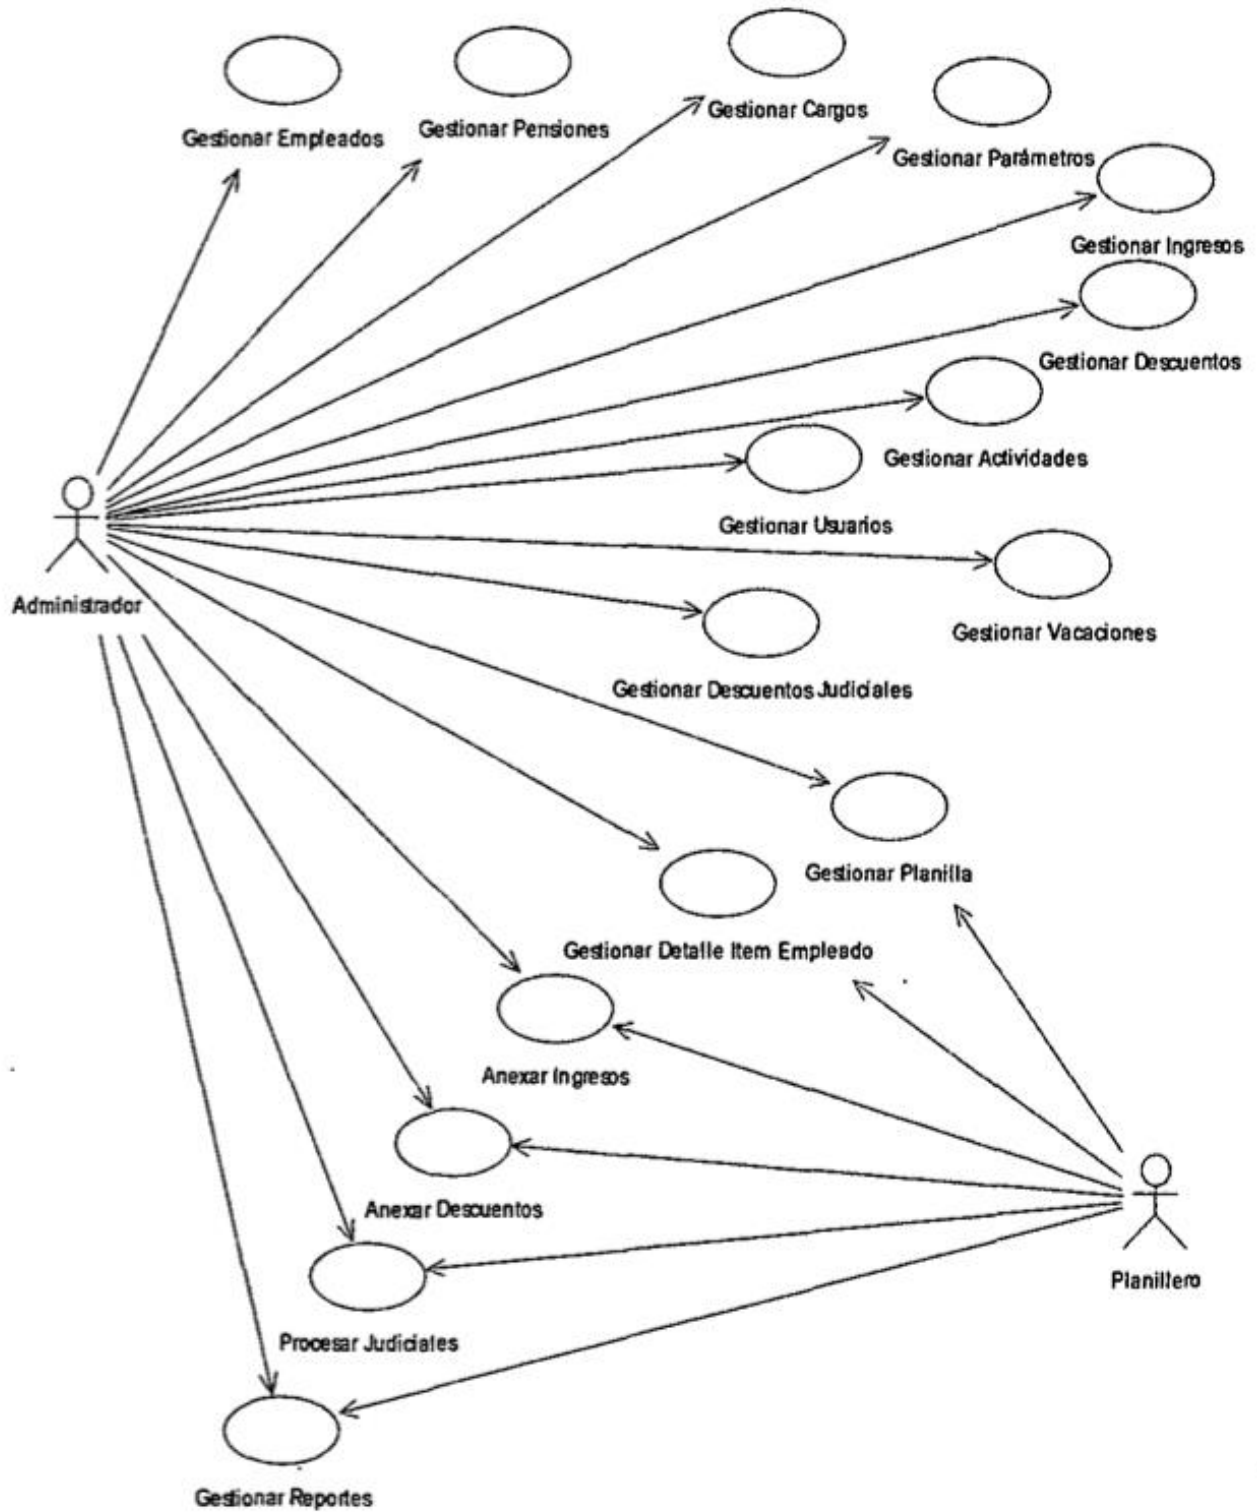 Gestionar Empleados
Gestionar Pensiones
Gestionar Cargos
Gestionar Parámetros
Gestionar Ingresos
Gestionar Descuentos
Gestionar Actividades
Gestionar Usuarios
Administrador
Gestionar Vacaciones
Gestionar Descuentos Judiciales
Gestionar Planilla
Gestionar Detalle Item Empleado
Anexar Ingresos
Anexar Descuentos
Planillero
Procesar Judiciales
Gestionar Reportes